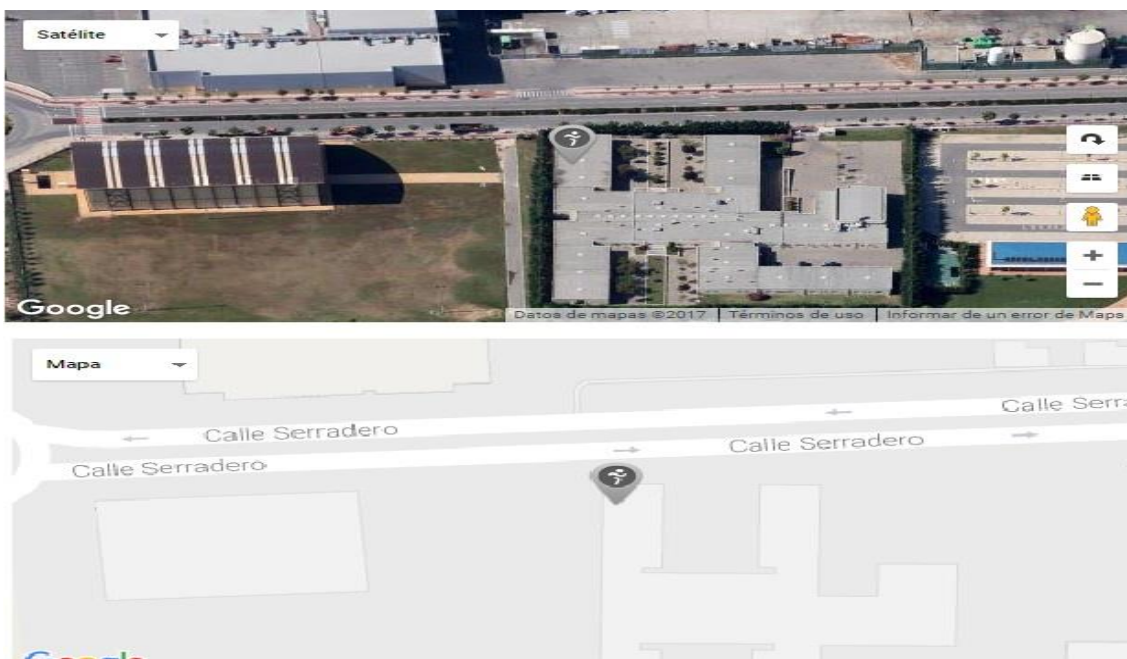 Satélite
Google
Datos de mapas ©2017 Términos de uso Informar de un error de Maps
Mapa
Calle Serra
Calle Serradero
Calle Serradero
Calle Serradero
Google